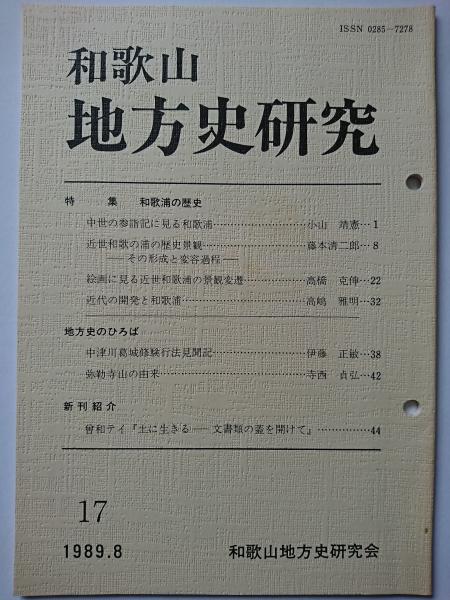 ISSN 0285-7278
和歌山
地方史研究
特 集 和歌浦の歴史
中世の参詣記に見る和歌浦……………………小山 靖憲…1
近世和歌の浦の歴史景観………………………藤本清二郎…8
——その形成と変容過程——
絵画に見る近世和歌浦の景観変遷……………高橋 克伸…22
近代の開発と和歌浦……………………………高嶋 雅明…32
地方史のひろば
中津川葛城修験行法見聞記……………………伊藤 正敏…38
弥勒寺山の由来…………………………………寺西 貞弘…42
新刊紹介
曾和テイ『土に生きる——文書類の蓋を開けて』……………44
17
1989.8
和歌山地方史研究会